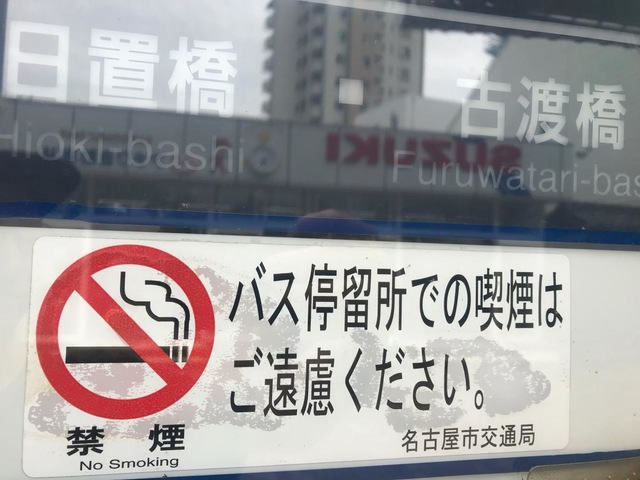 日置橋
古渡橋
Hioki-bashi
Furuwatari-bas
SUZUKI
バス停留所での喫煙は
ご遠慮ください。
禁煙
No Smoking
名古屋市交通局